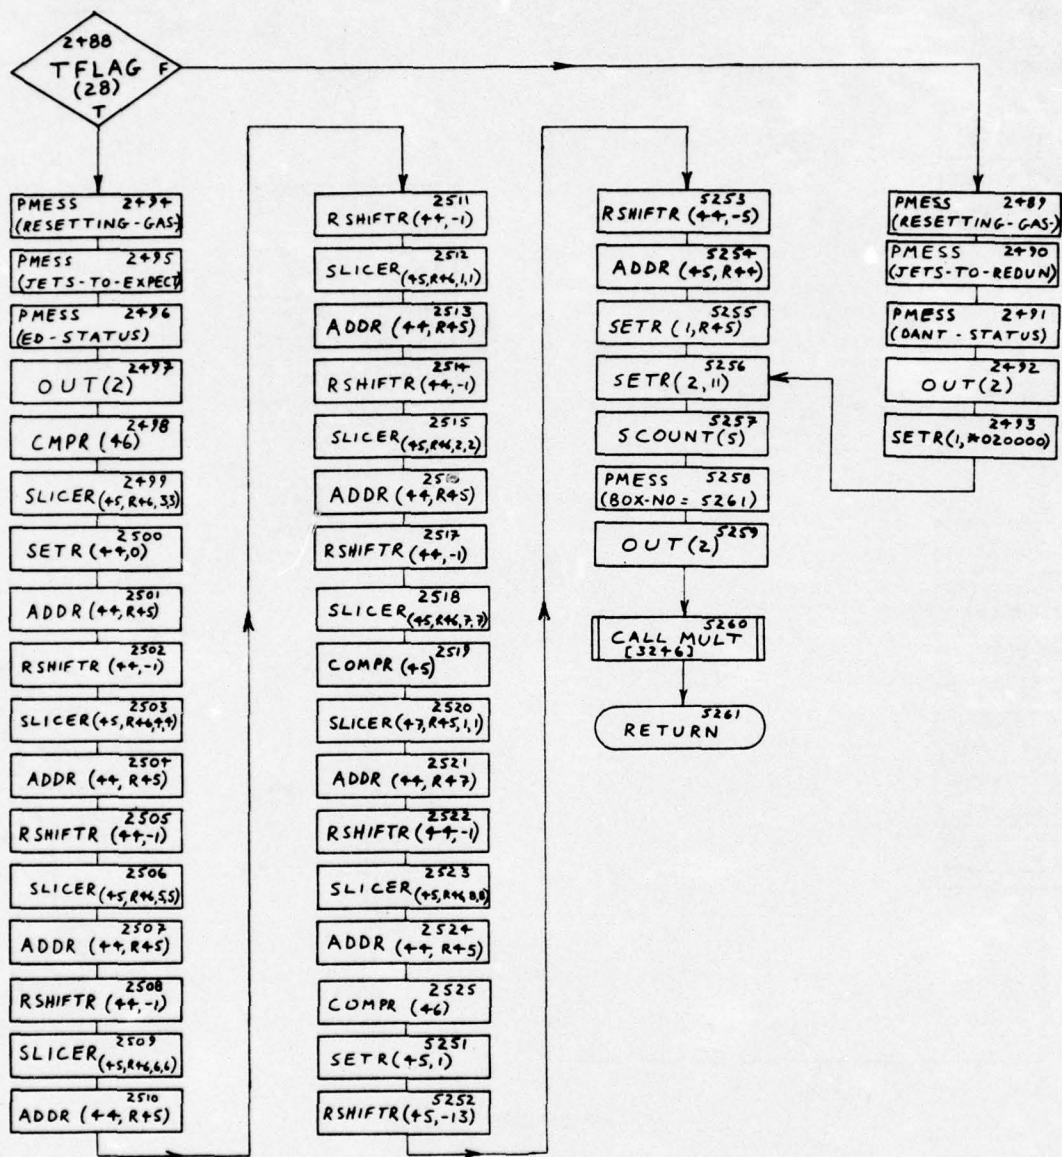 2488
TFLAG F
(28)
T
PMESS 2494
(RESETTING-GAS)
PMESS 2495
(JETS-TO-EXPECT)
PMESS 2496
(ED-STATUS)
OUT(2) 2497
CMPR (46) 2498
SLICER (45,R46,3,3) 2499
SETR (44,0) 2500
ADDR (44,R45) 2501
RSHIFTR (44,-1) 2502
SLICER (45,R46,4,4) 2503
ADDR (44,R45) 2504
RSHIFTR (44,-1) 2505
SLICER (45,R46,5,5) 2506
ADDR (44,R45) 2507
RSHIFTR (44,-1) 2508
SLICER (45,R46,6,6) 2509
ADDR (44,R45) 2510
RSHIFTR (44,-1) 2511
SLICER (45,R46,1,1) 2512
ADDR (44,R45) 2513
RSHIFTR (44,-1) 2514
SLICER (45,R46,2,2) 2515
ADDR (44,R45)
RSHIFTR (44,-1) 2517
SLICER (45,R46,7,7) 2518
COMPR (45) 2519
SLICER (47,R45,1,1) 2520
ADDR (44,R47) 2521
RSHIFTR (44,-1) 2522
SLICER (45,R46,8,8) 2523
ADDR (44,R45) 2524
COMPR (46) 2525
SETR (45,1) 5251
RSHIFTR (45,-13) 5252
RSHIFTR (44,-5) 5253
ADDR (45,R44) 5254
SETR (1,R45) 5255
SETR (2,11) 5256
SCOUNT (5) 5257
PMESS 5258
(BOX-NO = 5261)
OUT(2) 5259
CALL MULT 5260
[3246]
RETURN 5261
PMESS 2489
(RESETTING-GAS)
PMESS 2490
(JETS-TO-REDUN)
PMESS 2491
(DANT-STATUS)
OUT(2) 2492
SETR(1,*020000) 2493